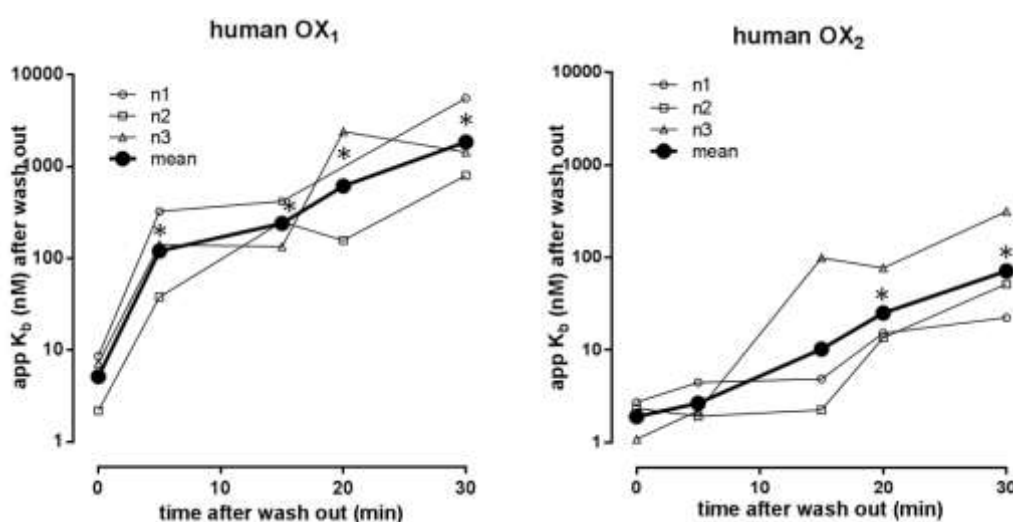 human OX₁
app K_b (nM) after wash out
10000
1000
100
10
1
n1
n2
n3
mean
*
*
*
*
0
10
20
30
time after wash out (min)
human OX₂
app K_b (nM) after wash out
10000
1000
100
10
1
n1
n2
n3
mean
*
*
0
10
20
30
time after wash out (min)